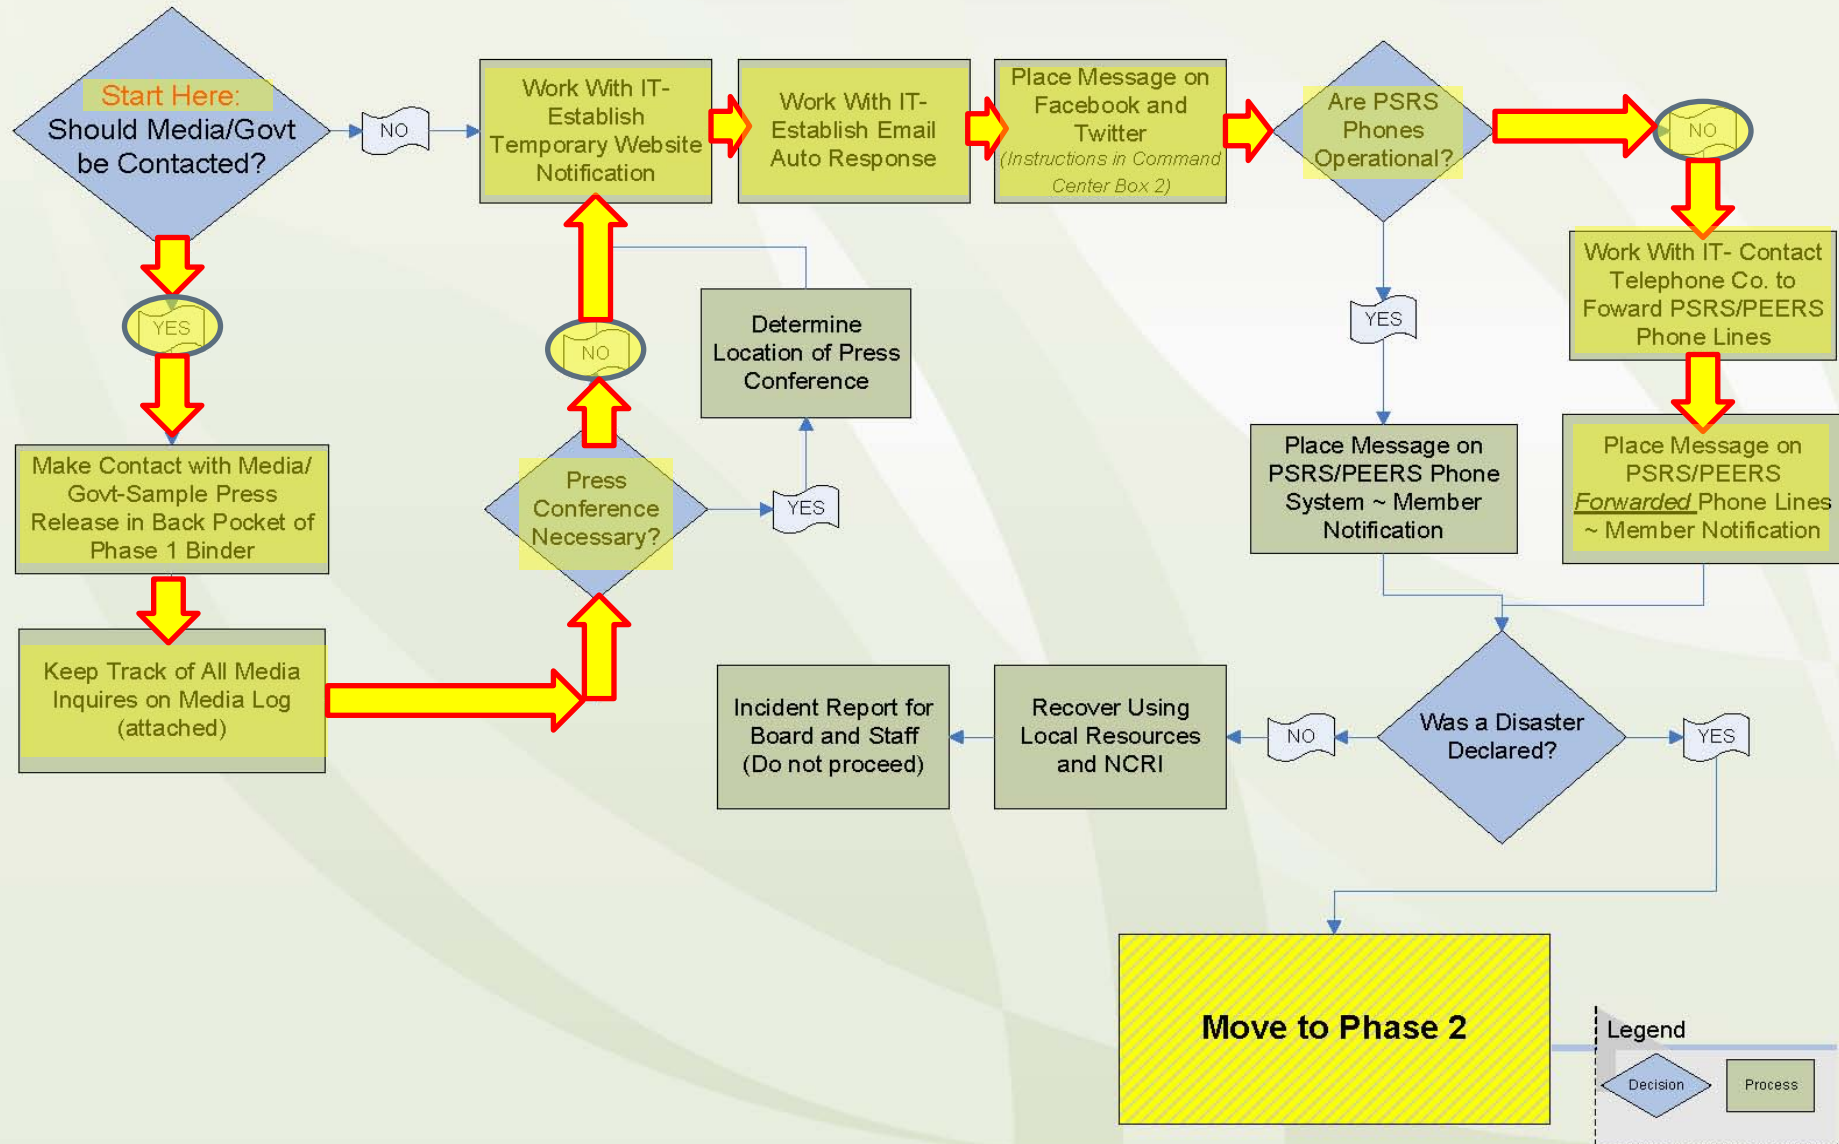 Start Here:
Should Media/Govt
be Contacted?
NO
YES
Make Contact with Media/
Govt-Sample Press
Release in Back Pocket of
Phase 1 Binder
Keep Track of All Media
Inquires on Media Log
(attached)
Press
Conference
Necessary?
NO
YES
Determine
Location of Press
Conference
Work With IT-
Establish
Temporary Website
Notification
Work With IT-
Establish Email
Auto Response
Place Message on
Facebook and
Twitter
(Instructions in Command
Center Box 2)
Are PSRS
Phones
Operational?
NO
YES
Work With IT- Contact
Telephone Co. to
Foward PSRS/PEERS
Phone Lines
Place Message on
PSRS/PEERS Phone
System ~ Member
Notification
Place Message on
PSRS/PEERS
Forwarded Phone Lines
~ Member Notification
Was a Disaster
Declared?
NO
YES
Recover Using
Local Resources
and NCRI
Incident Report for
Board and Staff
(Do not proceed)
Move to Phase 2
Legend
Decision
Process